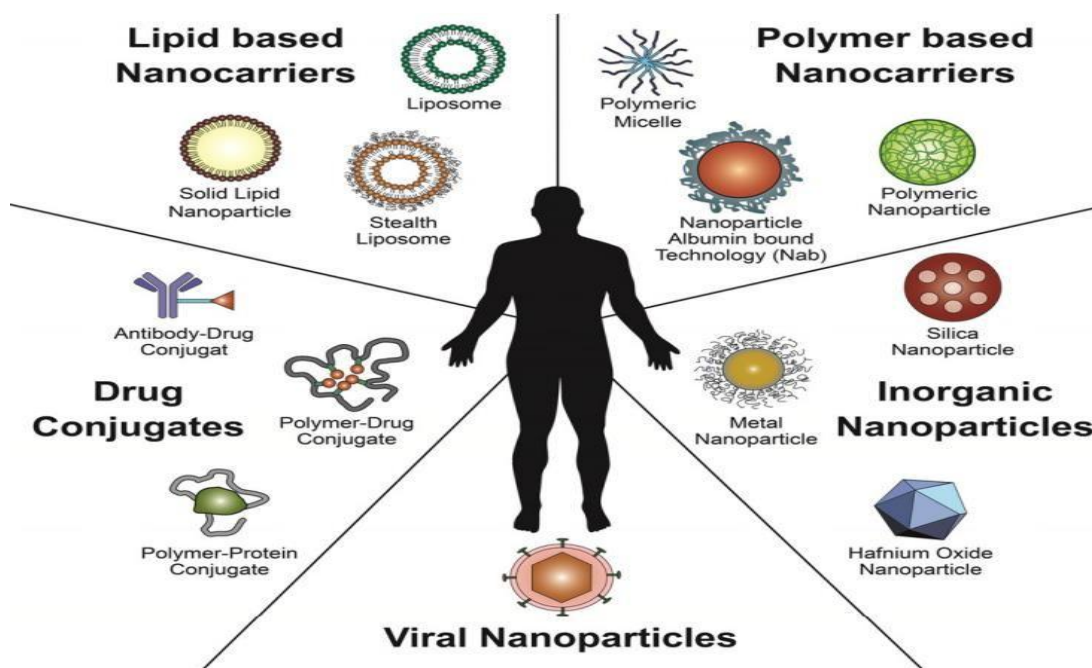 Lipid based
Nanocarriers
Liposome
Solid Lipid
Nanoparticle
Stealth
Liposome
Polymer based
Nanocarriers
Polymeric
Micelle
Nanoparticle
Albumin bound
Technology (Nab)
Polymeric
Nanoparticle
Antibody-Drug
Conjugat
Drug
Conjugates
Polymer-Drug
Conjugate
Polymer-Protein
Conjugate
Silica
Nanoparticle
Metal
Nanoparticle
Inorganic
Nanoparticles
Hafnium Oxide
Nanoparticle
Viral Nanoparticles